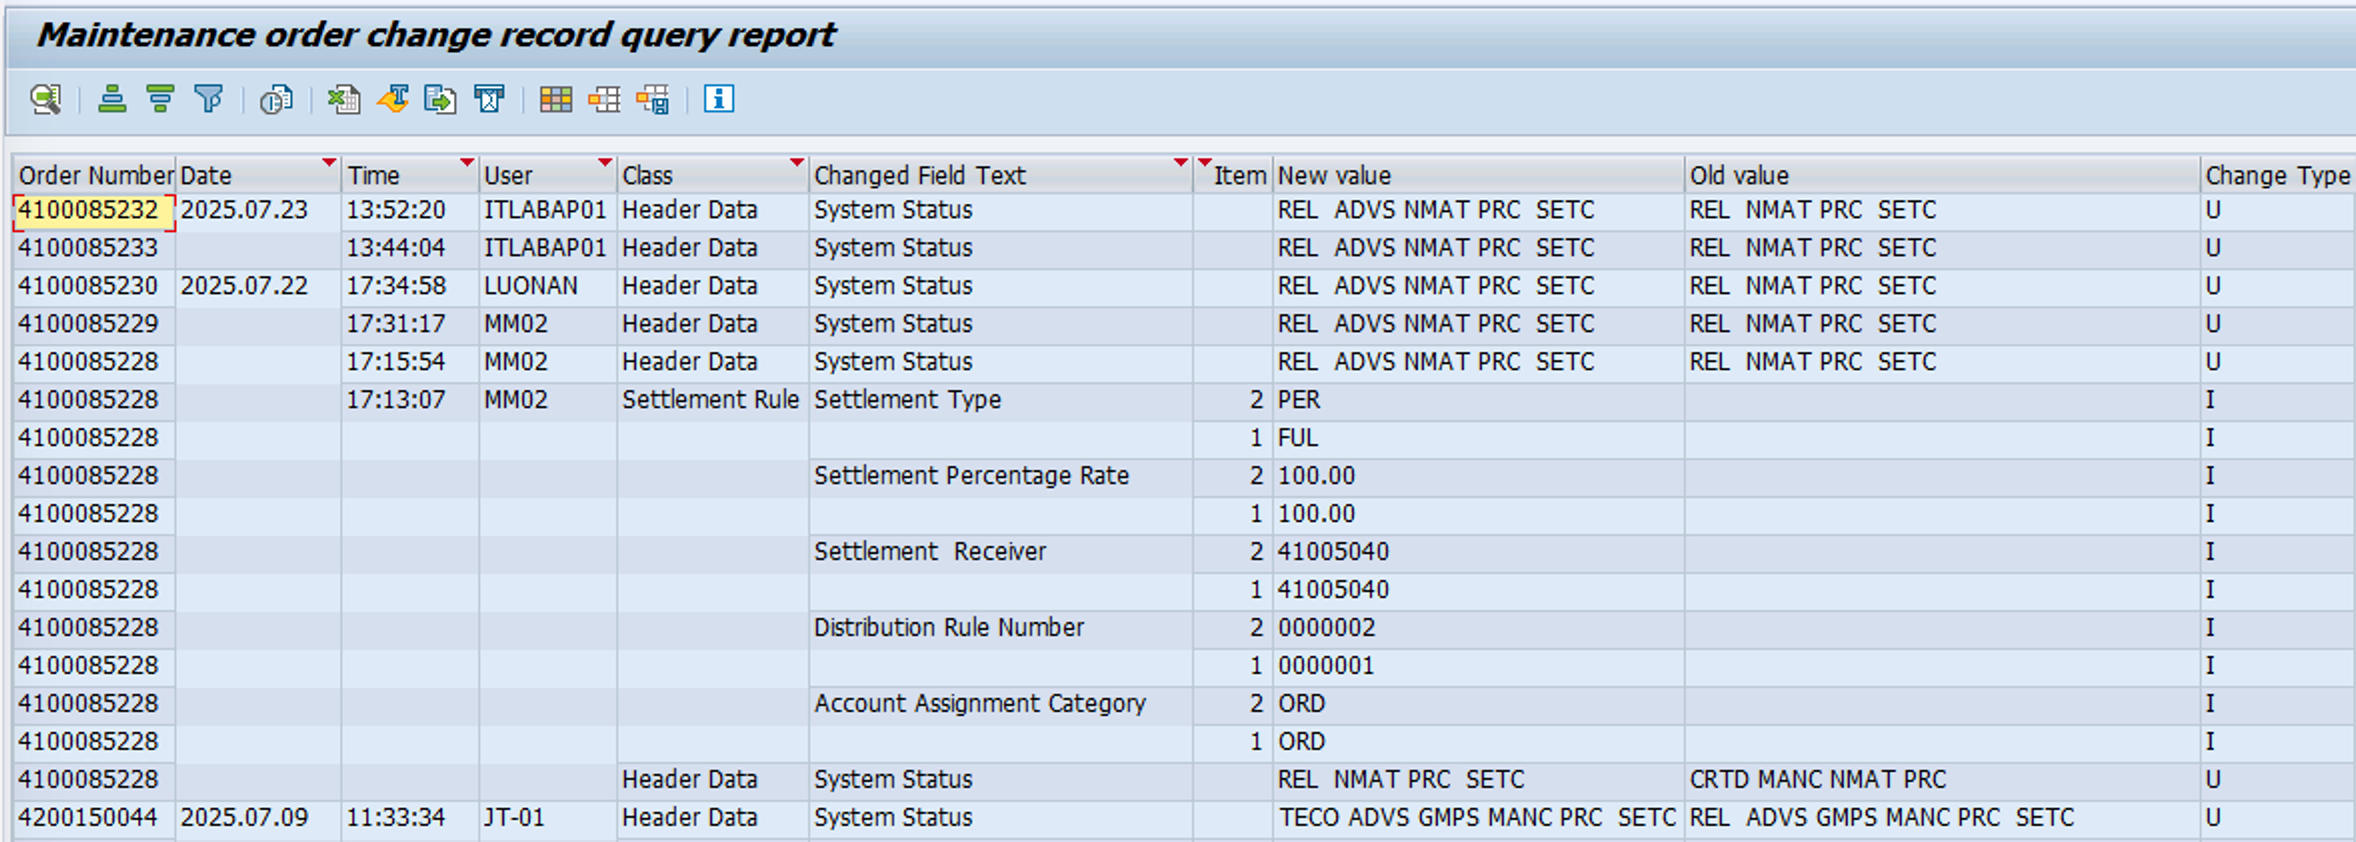 Maintenance order change record query report
Order Number Date Time User Class Changed Field Text Item New value Old value Change Type
4100085232 2025.07.23 13:52:20 ITLABAP01 Header Data System Status REL  ADVS NMAT PRC  SETC REL  NMAT PRC  SETC U
4100085233 13:44:04 ITLABAP01 Header Data System Status REL  ADVS NMAT PRC  SETC REL  NMAT PRC  SETC U
4100085230 2025.07.22 17:34:58 LUONAN Header Data System Status REL  ADVS NMAT PRC  SETC REL  NMAT PRC  SETC U
4100085229 17:31:17 MM02 Header Data System Status REL  ADVS NMAT PRC  SETC REL  NMAT PRC  SETC U
4100085228 17:15:54 MM02 Header Data System Status REL  ADVS NMAT PRC  SETC REL  NMAT PRC  SETC U
4100085228 17:13:07 MM02 Settlement Rule Settlement Type 2 PER I
4100085228 1 FUL I
4100085228 Settlement Percentage Rate 2 100.00 I
4100085228 1 100.00 I
4100085228 Settlement  Receiver 2 41005040 I
4100085228 1 41005040 I
4100085228 Distribution Rule Number 2 0000002 I
4100085228 1 0000001 I
4100085228 Account Assignment Category 2 ORD I
4100085228 1 ORD I
4100085228 Header Data System Status REL  NMAT PRC  SETC CRTD MANC NMAT PRC U
4200150044 2025.07.09 11:33:34 JT-01 Header Data System Status TECO ADVS GMPS MANC PRC  SETC REL  ADVS GMPS MANC PRC  SETC U